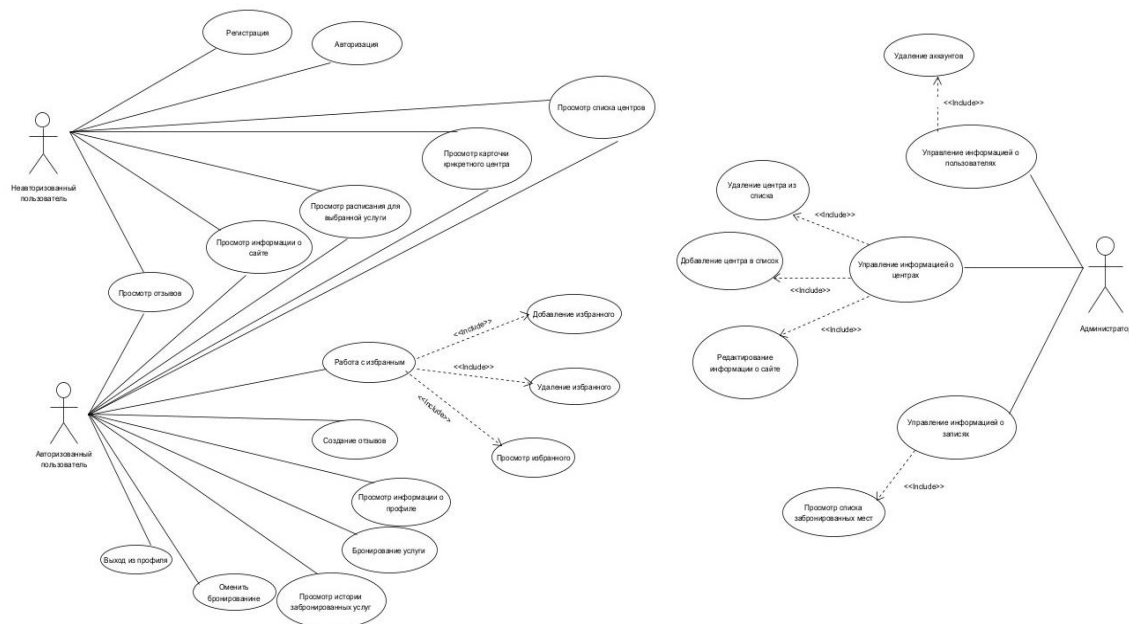 Регистрация
Авторизация
Просмотр списка центров
Просмотр карточки
крнкретного центра
Неавторизованный
пользователь
Просмотр расписания для
выбранной услуги
Просмотр информации о
сайте
Просмотр отзывов
Работа с избранным
<<Include>>
Добавление избранного
<<Include>>
Удаление избранного
<<Include>>
Просмотр избранного
Авторизованный
пользователь
Создание отзывов
Просмотр информации о
профиле
Бронирование услуги
Выход из профиля
Оменить
бронированине
Просмотр истории
забронированных услуг
Удаление аккаунтов
<<Include>>
Управление информацией о
пользователях
Удаление центра из
списка
<<Include>>
Добавление центра в список
<<Include>>
Управление информацией о
центрах
<<Include>>
Редактирование
информации о сайте
Администратор
Управление информацией о
записях
<<Include>>
Просмотр списка
забронированных мест